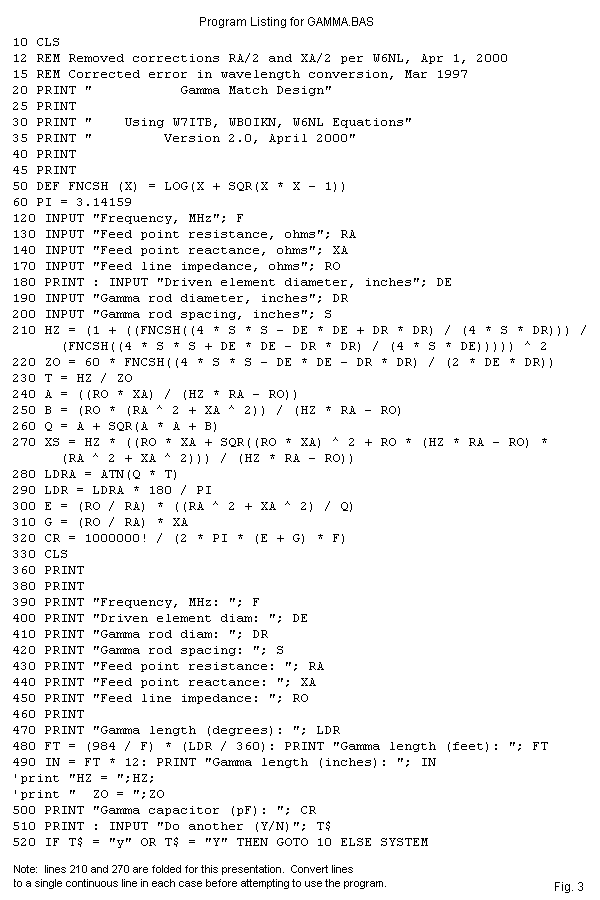 Program Listing for GAMMA.BAS
10 CLS
12 REM Removed corrections RA/2 and XA/2 per W6NL, Apr 1, 2000
15 REM Corrected error in wavelength conversion, Mar 1997
20 PRINT "           Gamma Match Design"
25 PRINT
30 PRINT "    Using W7ITB, WB0IKN, W6NL Equations"
35 PRINT "         Version 2.0, April 2000"
40 PRINT
45 PRINT
50 DEF FNCSH (X) = LOG(X + SQR(X * X - 1))
60 PI = 3.14159
120 INPUT "Frequency, MHz"; F
130 INPUT "Feed point resistance, ohms"; RA
140 INPUT "Feed point reactance, ohms"; XA
170 INPUT "Feed line impedance, ohms"; RO
180 PRINT : INPUT "Driven element diameter, inches"; DE
190 INPUT "Gamma rod diameter, inches"; DR
200 INPUT "Gamma rod spacing, inches"; S
210 HZ = (1 + ((FNCSH((4 * S * S - DE * DE + DR * DR) / (4 * S * DR))) /
(FNCSH((4 * S * S + DE * DE - DR * DR) / (4 * S * DE))))) ^ 2
220 ZO = 60 * FNCSH((4 * S * S - DE * DE - DR * DR) / (2 * DE * DR))
230 T = HZ / ZO
240 A = ((RO * XA) / (HZ * RA - RO))
250 B = (RO * (RA ^ 2 + XA ^ 2)) / (HZ * RA - RO)
260 Q = A + SQR(A * A + B)
270 XS = HZ * ((RO * XA + SQR((RO * XA) ^ 2 + RO * (HZ * RA - RO) *
(RA ^ 2 + XA ^ 2))) / (HZ * RA - RO))
280 LDRA = ATN(Q * T)
290 LDR = LDRA * 180 / PI
300 E = (RO / RA) * ((RA ^ 2 + XA ^ 2) / Q)
310 G = (RO / RA) * XA
320 CR = 1000000! / (2 * PI * (E + G) * F)
330 CLS
360 PRINT
380 PRINT
390 PRINT "Frequency, MHz: "; F
400 PRINT "Driven element diam: "; DE
410 PRINT "Gamma rod diam: "; DR
420 PRINT "Gamma rod spacing: "; S
430 PRINT "Feed point resistance: "; RA
440 PRINT "Feed point reactance: "; XA
450 PRINT "Feed line impedance: "; RO
460 PRINT
470 PRINT "Gamma length (degrees): "; LDR
480 FT = (984 / F) * (LDR / 360): PRINT "Gamma length (feet): "; FT
490 IN = FT * 12: PRINT "Gamma length (inches): "; IN
'print "HZ = ";HZ;
'print "  ZO = ";ZO
500 PRINT "Gamma capacitor (pF): "; CR
510 PRINT : INPUT "Do another (Y/N)"; T$
520 IF T$ = "y" OR T$ = "Y" THEN GOTO 10 ELSE SYSTEM
Note:  lines 210 and 270 are folded for this presentation.  Convert lines
to a single continuous line in each case before attempting to use the program.
Fig. 3